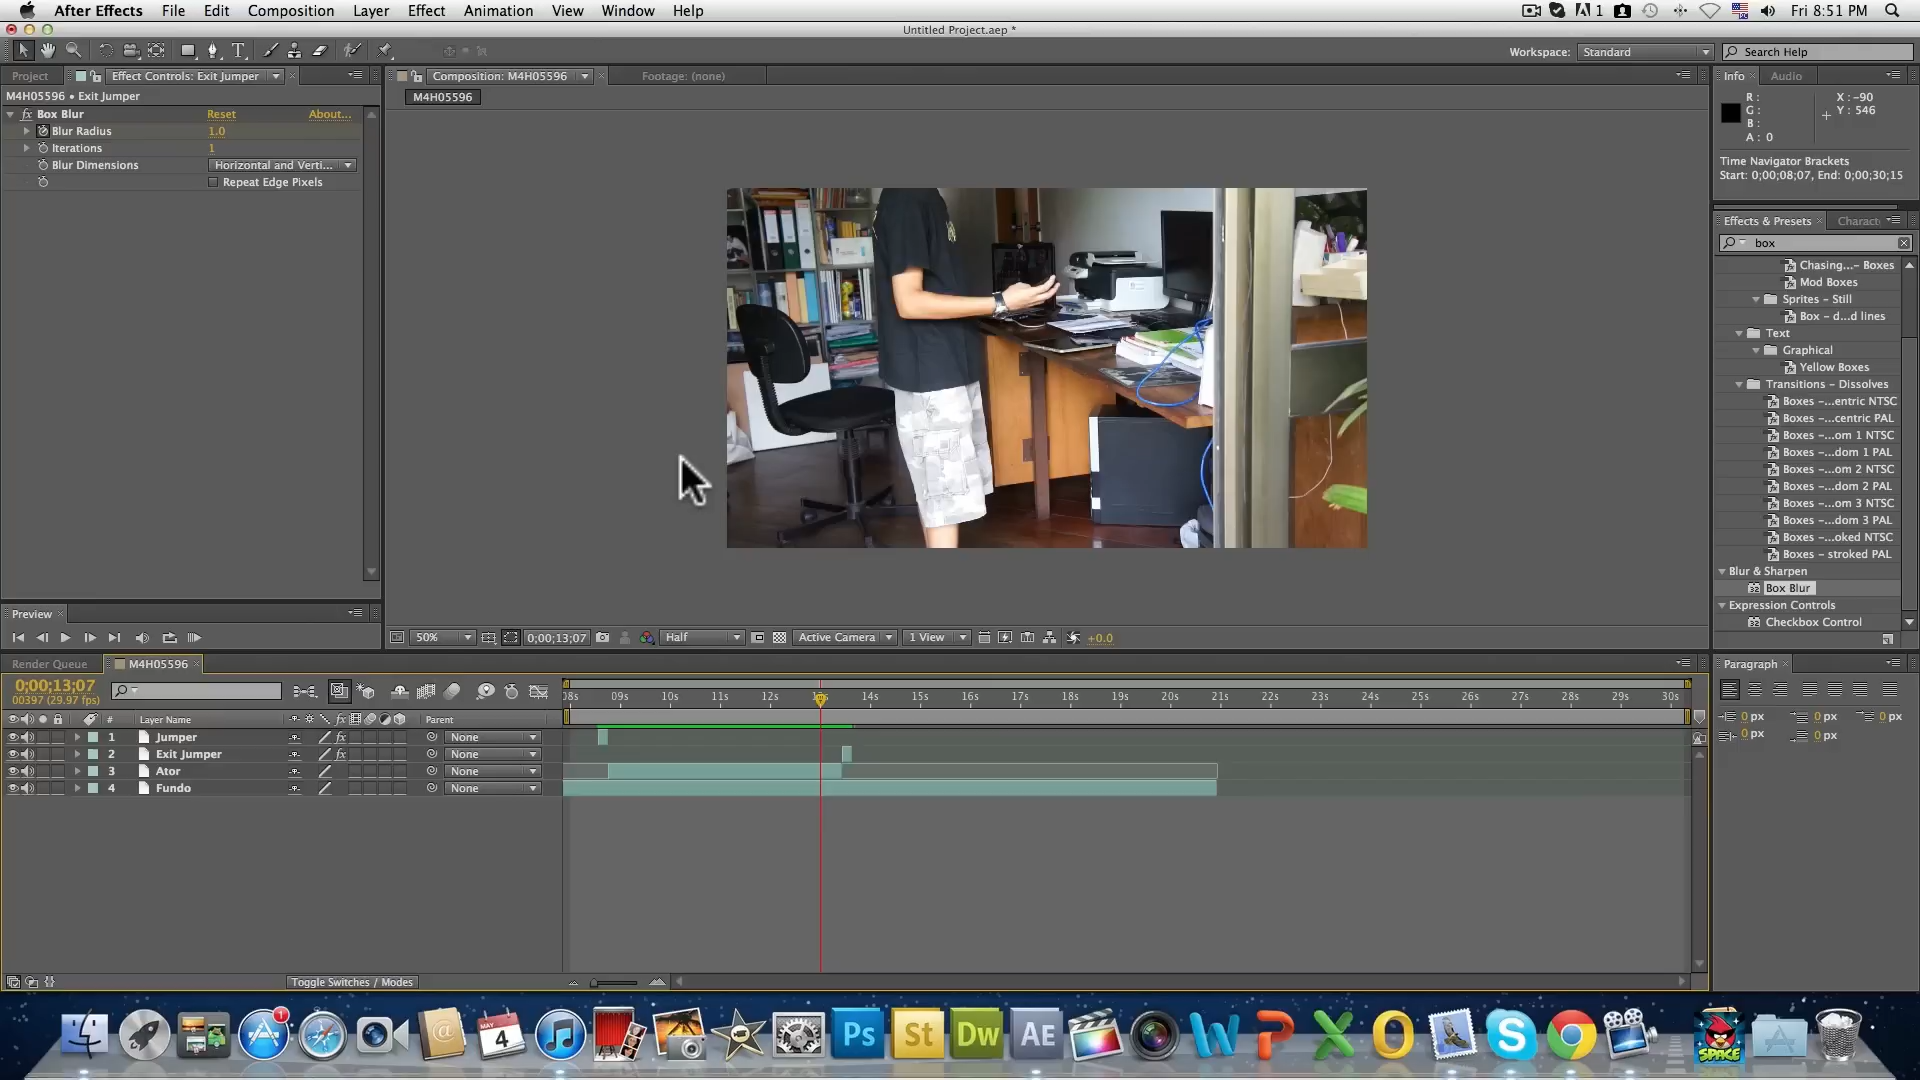 After Effects File Edit Composition Layer Effect Animation View Window Help 1 Fri 8:51 PM
Untitled Project.aep *
T Workspace: Standard Search Help
Project Effect Controls: Exit Jumper Composition: M4H05596 Footage: (none) Info Audio
M4H05596 • Exit Jumper M4H05596
Box Blur Reset About...
Blur Radius 1.0
Iterations 1
Blur Dimensions Horizontal and Verti...
Repeat Edge Pixels
R :
G :
B :
A : 0
X : -90
Y : 546
Time Navigator Brackets
Start: 0;00;08;07, End: 0;00;30;15
Effects & Presets Charact
box
Chasing...- Boxes
Mod Boxes
Sprites - Still
Box - d...d lines
Text
Graphical
Yellow Boxes
Transitions - Dissolves
Boxes -...entric NTSC
Boxes -...centric PAL
Boxes -...om 1 NTSC
Boxes -...dom 1 PAL
Boxes -...om 2 NTSC
Boxes -...dom 2 PAL
Boxes -...om 3 NTSC
Boxes -...dom 3 PAL
Boxes -...oked NTSC
Boxes - stroked PAL
Blur & Sharpen
Box Blur
Expression Controls
Checkbox Control
Preview
50% 0;00;13;07 Half Active Camera 1 View +0.0
Render Queue M4H05596 Paragraph
0;00;13;07
00397 (29.97 fps)
08s 09s 10s 11s 12s 13s 14s 15s 16s 17s 18s 19s 20s 21s 22s 23s 24s 25s 26s 27s 28s 29s 30s
# Layer Name fx Parent
1 Jumper fx None
2 Exit Jumper fx None
3 Ator None
4 Fundo None
0 px 0 px 0 px
0 px 0 px
Toggle Switches / Modes
1 MAY 4 Ps St Dw AE W P X O S SPACE